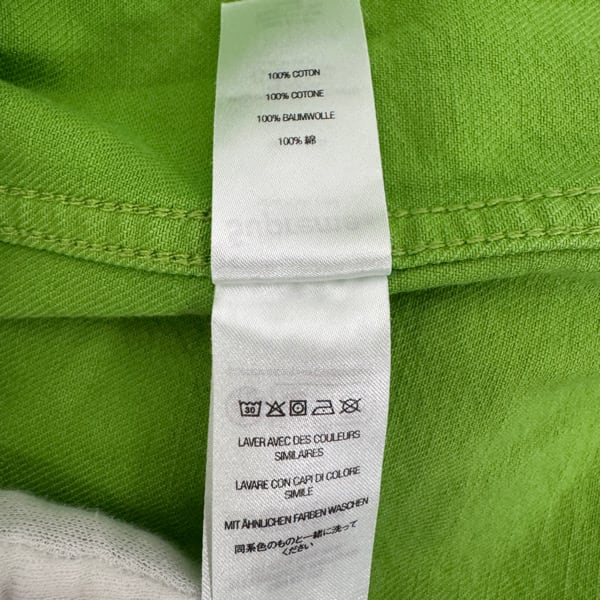 100% COTON
100% COTONE
100% BAUMWOLLE
100% 綿
30
LAVER AVEC DES COULEURS
SIMILAIRES
LAVARE CON CAPI DI COLORE
SIMILE
MIT ÄHNLICHEN FARBEN WASCHEN
同系色のものと一緒に洗って
ください